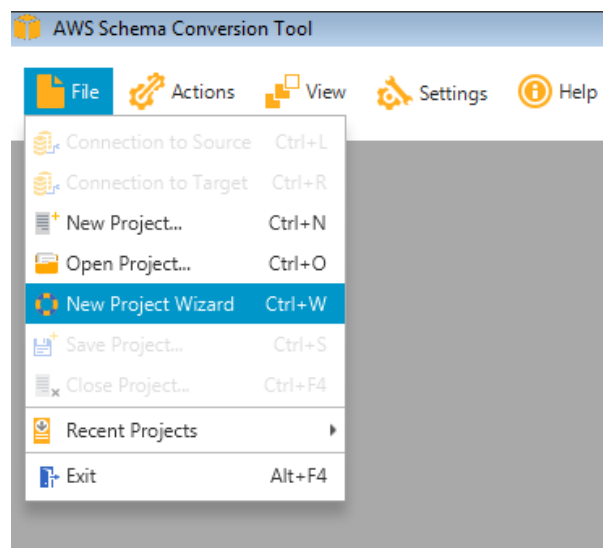 AWS Schema Conversion Tool
File Actions View Settings Help
Connection to Source Ctrl+L
Connection to Target Ctrl+R
New Project... Ctrl+N
Open Project... Ctrl+O
New Project Wizard Ctrl+W
Save Project... Ctrl+S
Close Project... Ctrl+F4
Recent Projects
Exit Alt+F4